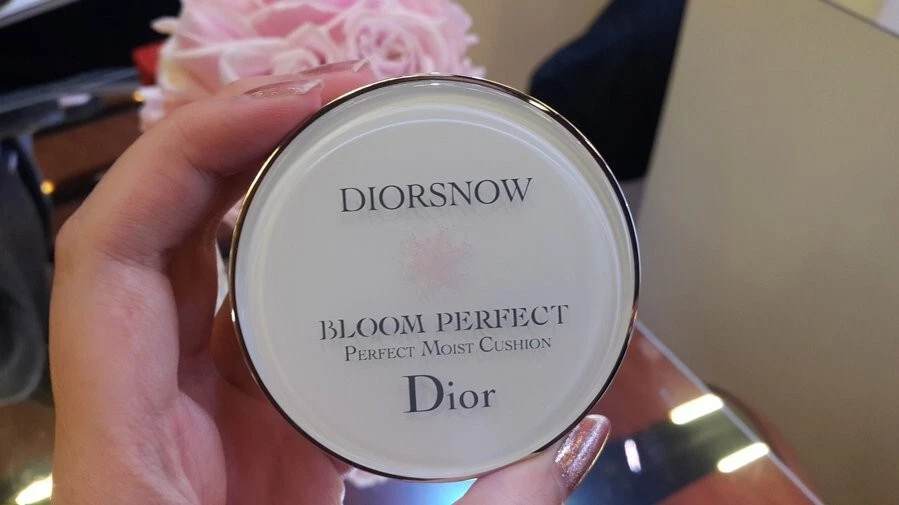 DIORSNOW
BLOOM PERFECT
PERFECT MOIST CUSHION
Dior